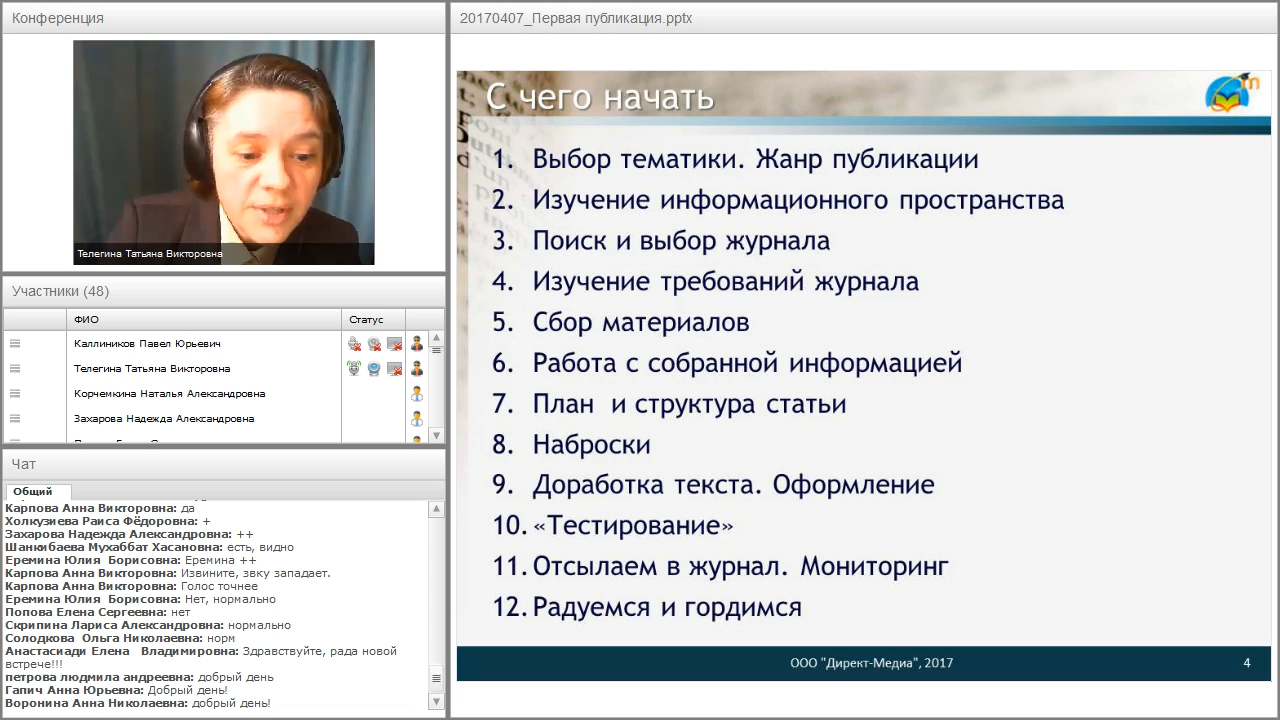 Конференция
Телегина Татьяна Викторовна
Участники (48)
ФИО
Статус
Каллиников Павел Юрьевич
Телегина Татьяна Викторовна
Корчемкина Наталья Александровна
Захарова Надежда Александровна
Чат
Общий
Карпова Анна Викторовна: да
Холкузиева Раиса Фёдоровна: +
Захарова Надежда Александровна: ++
Шанкибаева Мухаббат Хасановна: есть, видно
Еремина Юлия  Борисовна: Еремина ++
Карпова Анна Викторовна: Извините, звку западает.
Карпова Анна Викторовна: Голос точнее
Еремина Юлия  Борисовна: Нет, нормально
Попова Елена Сергеевна: нет
Скрипина Лариса Александровна: нормально
Солодкова  Ольга Николаевна: норм
Анастасиади Елена   Владимировна: Здравствуйте, рада новой
встрече!!!
петрова людмила андреевна: добрый день
Гапич Анна Юрьевна: Добрый день!
Воронина Анна Николаевна: добрый день!
20170407_Первая публикация.pptx
С чего начать
1. Выбор тематики. Жанр публикации
2. Изучение информационного пространства
3. Поиск и выбор журнала
4. Изучение требований журнала
5. Сбор материалов
6. Работа с собранной информацией
7. План  и структура статьи
8. Наброски
9. Доработка текста. Оформление
10. «Тестирование»
11. Отсылаем в журнал.  Мониторинг
12. Радуемся и гордимся
ООО "Директ-Медиа", 2017
4